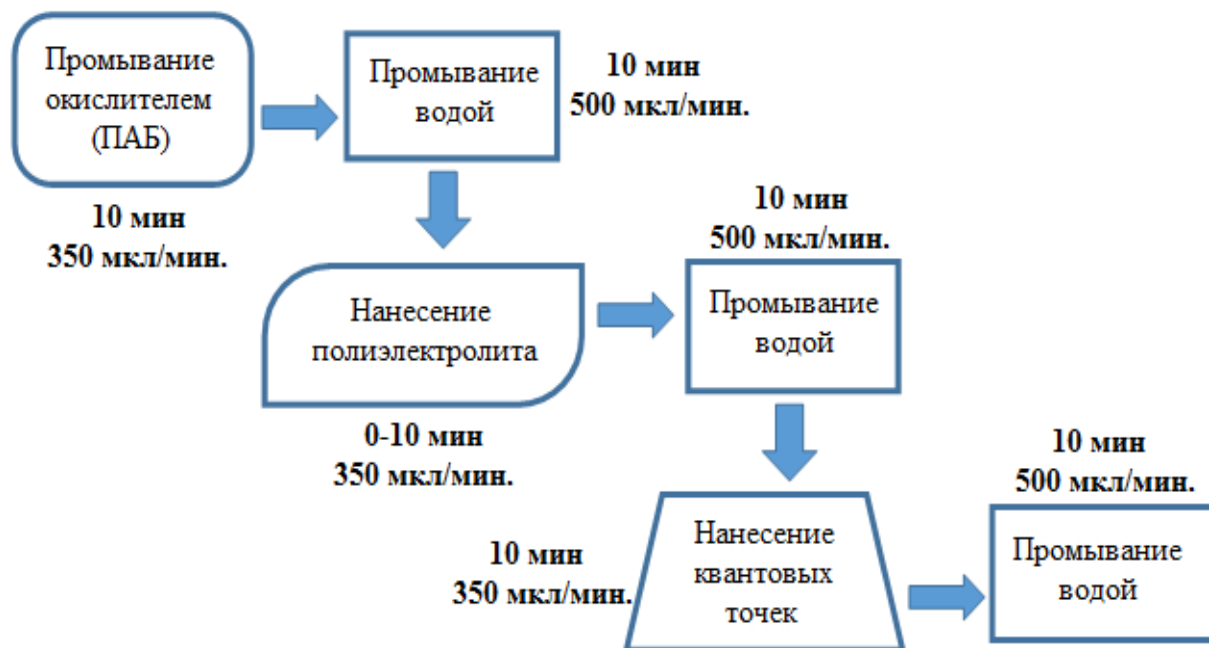 Промывание
окислителем
(ПАБ)
10 мин
350 мкл/мин.
Промывание
водой
10 мин
500 мкл/мин.
Нанесение
полиэлектролита
0-10 мин
350 мкл/мин.
10 мин
500 мкл/мин.
Промывание
водой
10 мин
350 мкл/мин.
Нанесение
квантовых
точек
10 мин
500 мкл/мин.
Промывание
водой